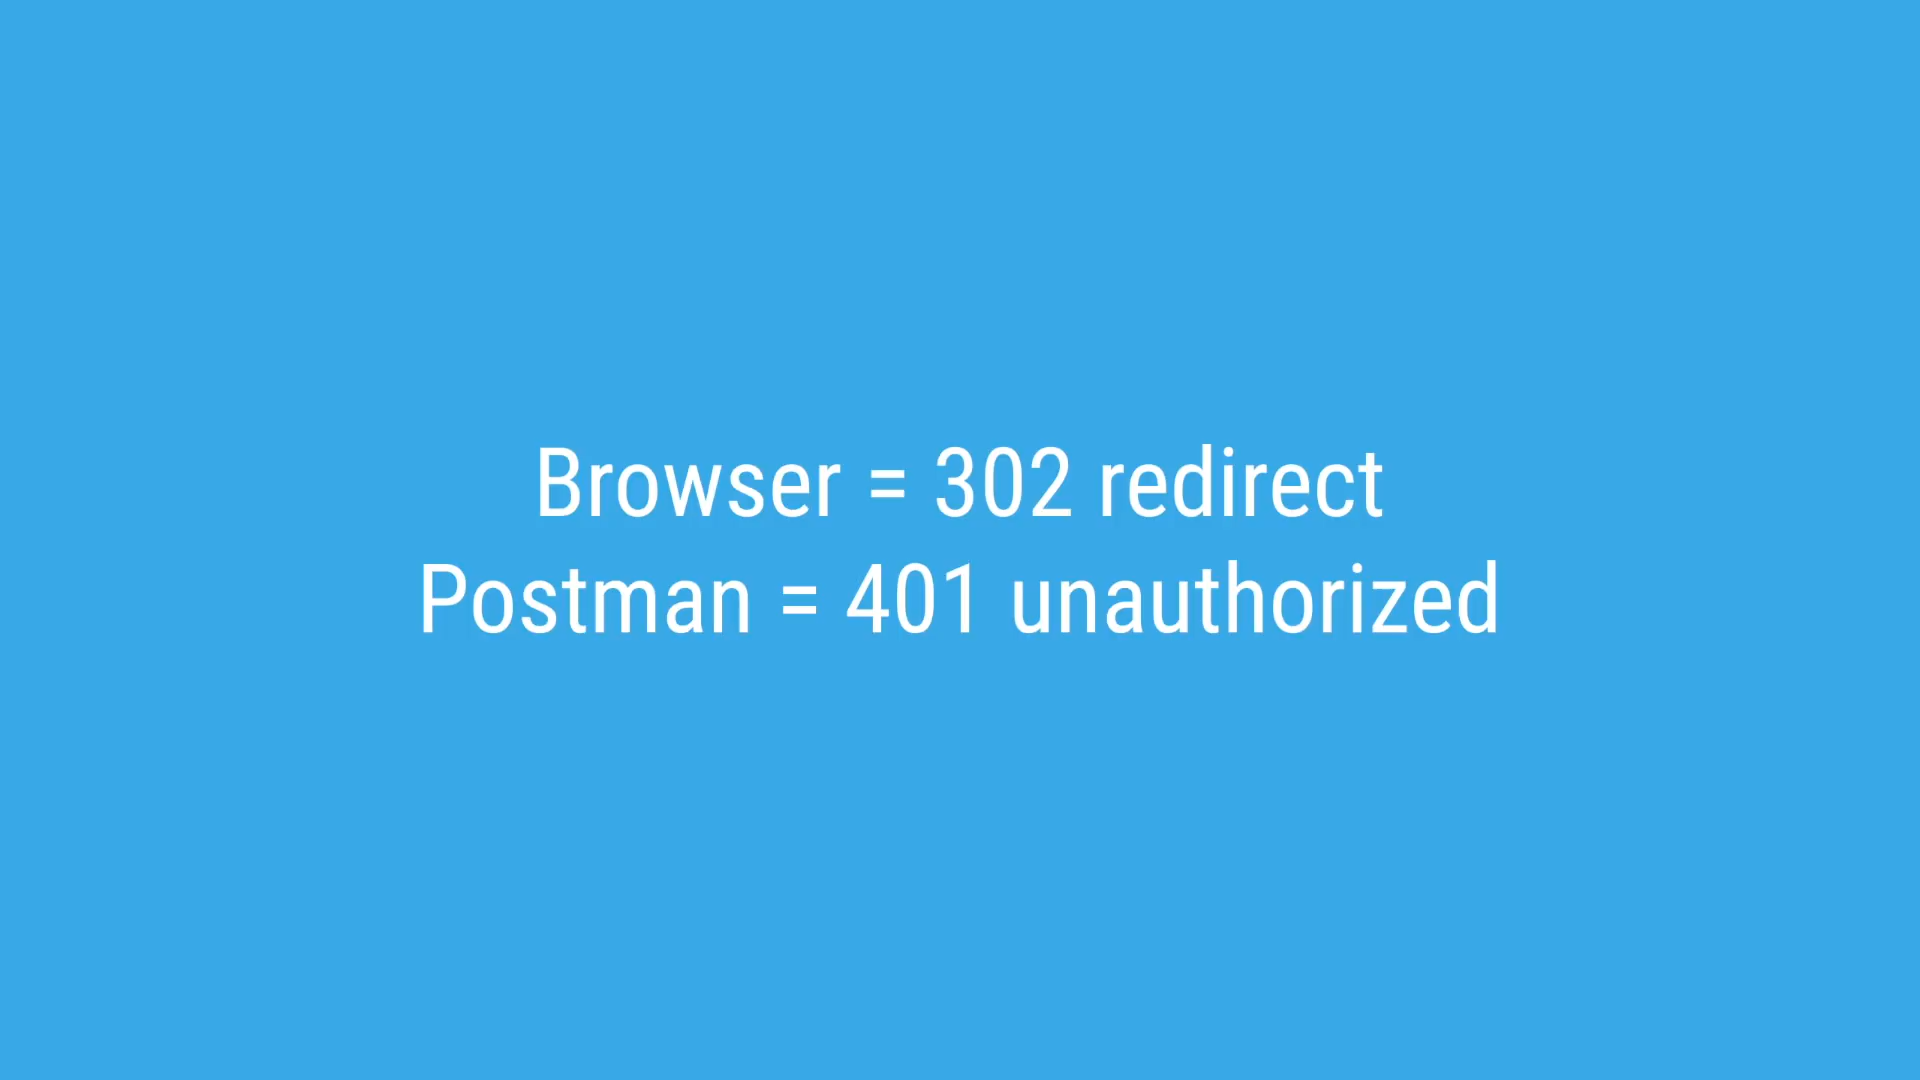 Browser = 302 redirect
Postman = 401 unauthorized